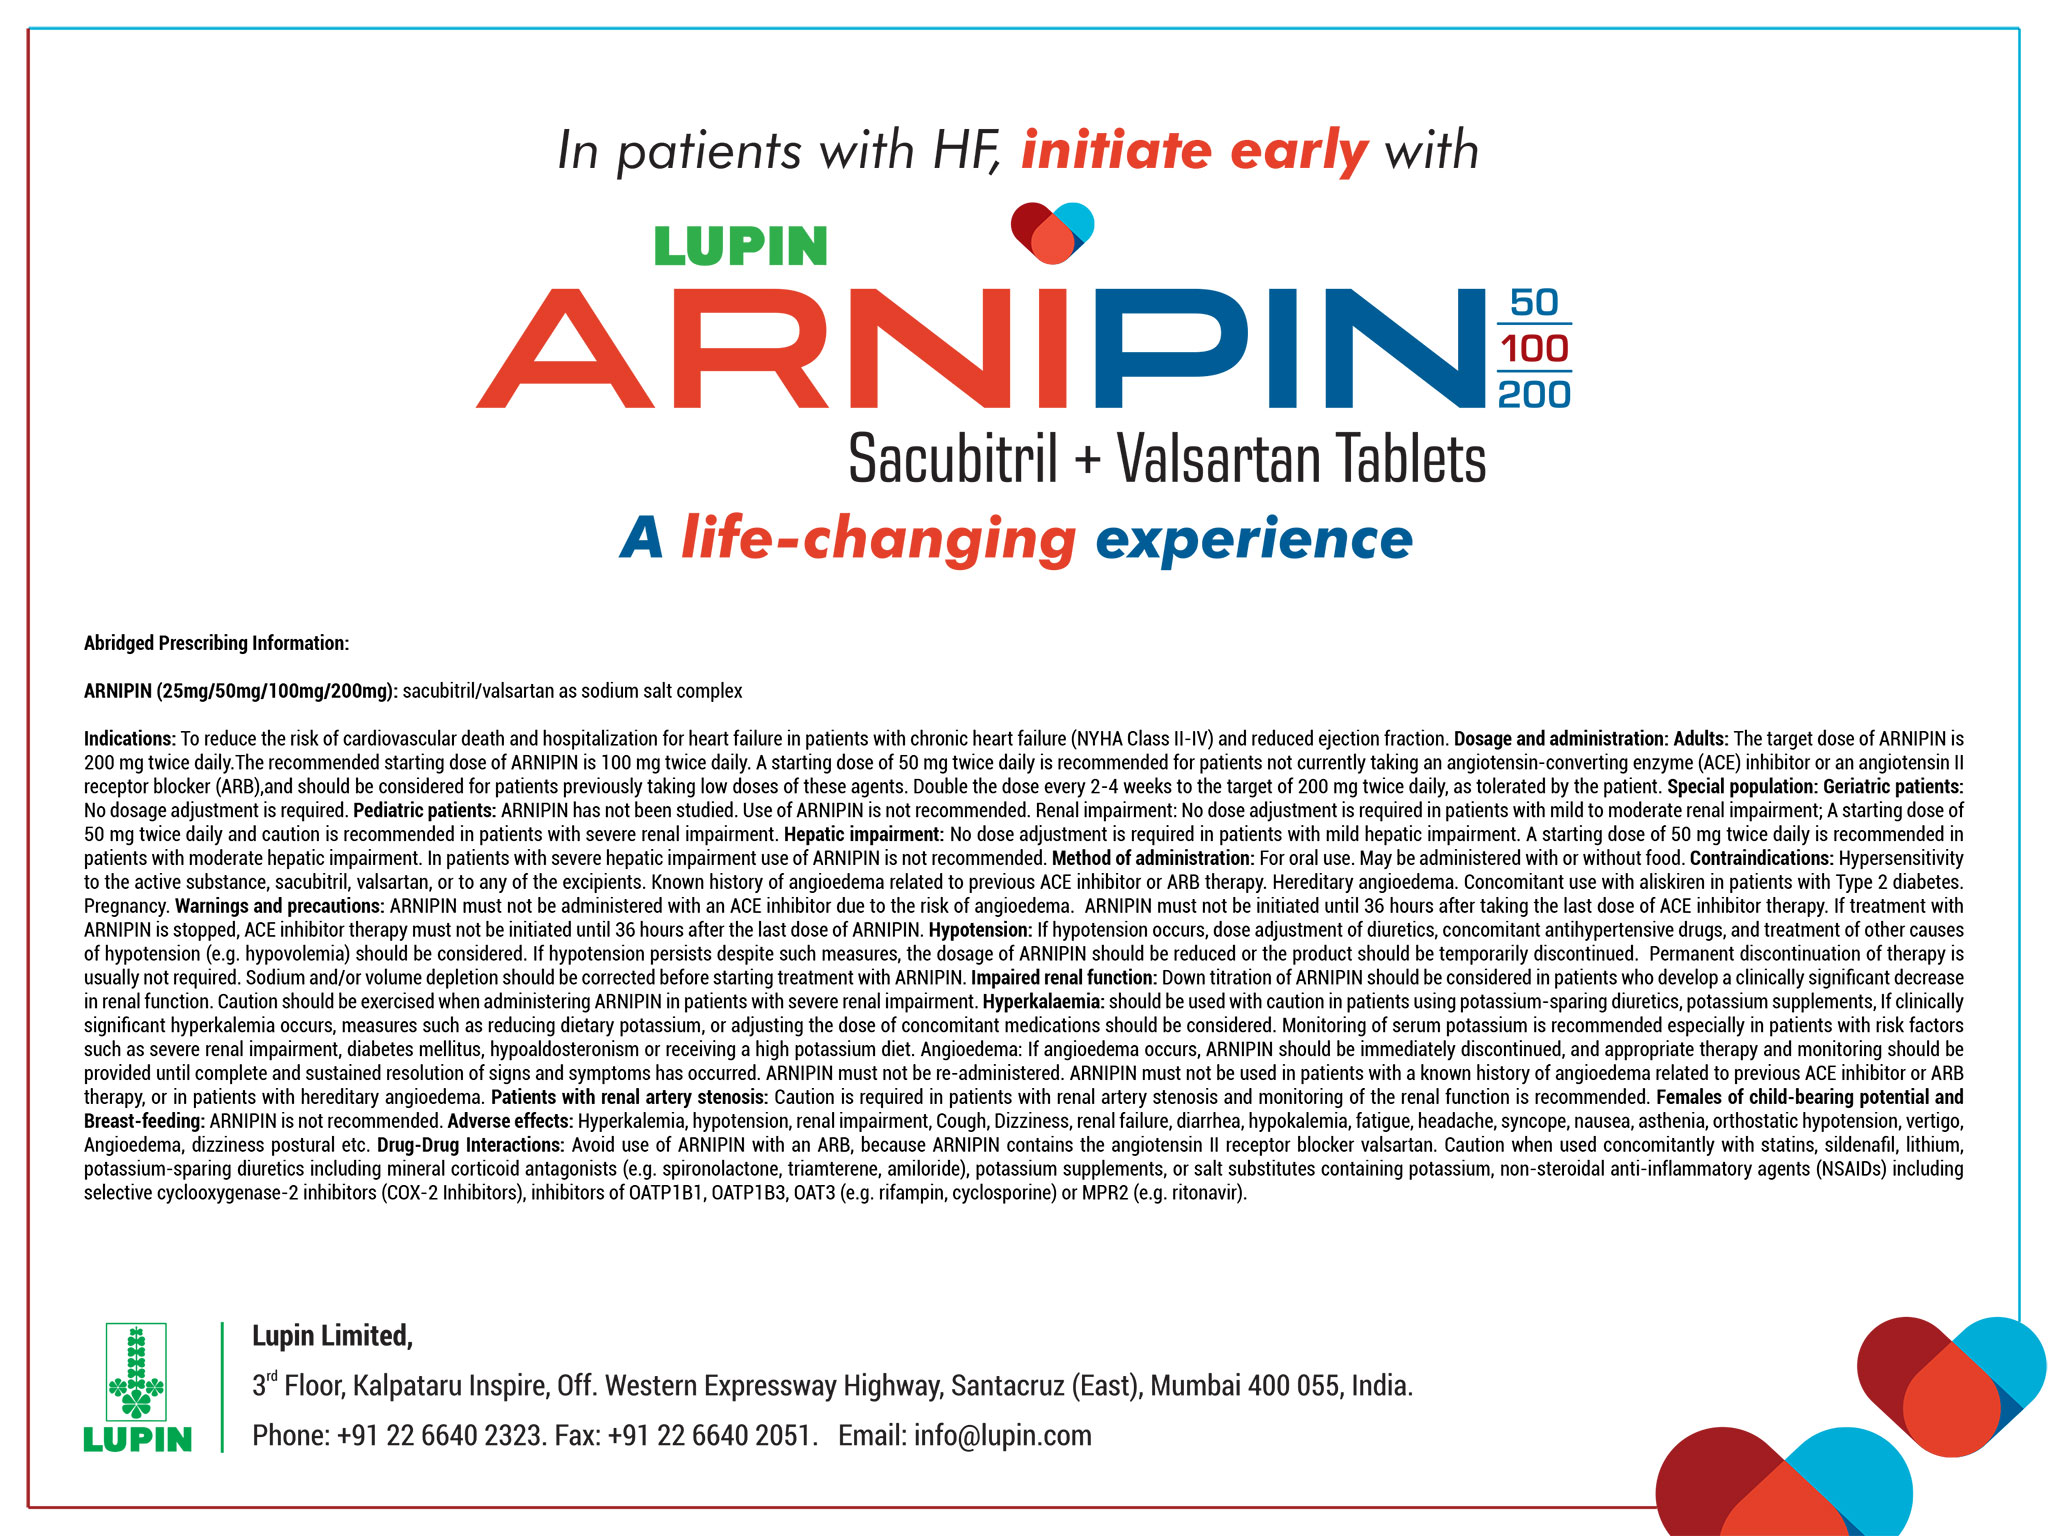 In patients with HF, initiate early with
LUPIN
ARNIPIN
50
100
200
Sacubitril + Valsartan Tablets
A life-changing experience
Abridged Prescribing Information:
ARNIPIN (25mg/50mg/100mg/200mg): sacubitril/valsartan as sodium salt complex
Indications: To reduce the risk of cardiovascular death and hospitalization for heart failure in patients with chronic heart failure (NYHA Class II-IV) and reduced ejection fraction. Dosage and administration: Adults: The target dose of ARNIPIN is
200 mg twice daily.The recommended starting dose of ARNIPIN is 100 mg twice daily. A starting dose of 50 mg twice daily is recommended for patients not currently taking an angiotensin-converting enzyme (ACE) inhibitor or an angiotensin II
receptor blocker (ARB),and should be considered for patients previously taking low doses of these agents. Double the dose every 2-4 weeks to the target of 200 mg twice daily, as tolerated by the patient. Special population: Geriatric patients:
No dosage adjustment is required. Pediatric patients: ARNIPIN has not been studied. Use of ARNIPIN is not recommended. Renal impairment: No dose adjustment is required in patients with mild to moderate renal impairment; A starting dose of
50 mg twice daily and caution is recommended in patients with severe renal impairment. Hepatic impairment: No dose adjustment is required in patients with mild hepatic impairment. A starting dose of 50 mg twice daily is recommended in
patients with moderate hepatic impairment. In patients with severe hepatic impairment use of ARNIPIN is not recommended. Method of administration: For oral use. May be administered with or without food. Contraindications: Hypersensitivity
to the active substance, sacubitril, valsartan, or to any of the excipients. Known history of angioedema related to previous ACE inhibitor or ARB therapy. Hereditary angioedema. Concomitant use with aliskiren in patients with Type 2 diabetes.
Pregnancy. Warnings and precautions: ARNIPIN must not be administered with an ACE inhibitor due to the risk of angioedema. ARNIPIN must not be initiated until 36 hours after taking the last dose of ACE inhibitor therapy. If treatment with
ARNIPIN is stopped, ACE inhibitor therapy must not be initiated until 36 hours after the last dose of ARNIPIN. Hypotension: If hypotension occurs, dose adjustment of diuretics, concomitant antihypertensive drugs, and treatment of other causes
of hypotension (e.g. hypovolemia) should be considered. If hypotension persists despite such measures, the dosage of ARNIPIN should be reduced or the product should be temporarily discontinued. Permanent discontinuation of therapy is
usually not required. Sodium and/or volume depletion should be corrected before starting treatment with ARNIPIN. Impaired renal function: Down titration of ARNIPIN should be considered in patients who develop a clinically significant decrease
in renal function. Caution should be exercised when administering ARNIPIN in patients with severe renal impairment. Hyperkalaemia: should be used with caution in patients using potassium-sparing diuretics, potassium supplements, If clinically
significant hyperkalemia occurs, measures such as reducing dietary potassium, or adjusting the dose of concomitant medications should be considered. Monitoring of serum potassium is recommended especially in patients with risk factors
such as severe renal impairment, diabetes mellitus, hypoaldosteronism or receiving a high potassium diet. Angioedema: If angioedema occurs, ARNIPIN should be immediately discontinued, and appropriate therapy and monitoring should be
provided until complete and sustained resolution of signs and symptoms has occurred. ARNIPIN must not be re-administered. ARNIPIN must not be used in patients with a known history of angioedema related to previous ACE inhibitor or ARB
therapy, or in patients with hereditary angioedema. Patients with renal artery stenosis: Caution is required in patients with renal artery stenosis and monitoring of the renal function is recommended. Females of child-bearing potential and
Breast-feeding: ARNIPIN is not recommended. Adverse effects: Hyperkalemia, hypotension, renal impairment, Cough, Dizziness, renal failure, diarrhea, hypokalemia, fatigue, headache, syncope, nausea, asthenia, orthostatic hypotension, vertigo,
Angioedema, dizziness postural etc. Drug-Drug Interactions: Avoid use of ARNIPIN with an ARB, because ARNIPIN contains the angiotensin II receptor blocker valsartan. Caution when used concomitantly with statins, sildenafil, lithium,
potassium-sparing diuretics including mineral corticoid antagonists (e.g. spironolactone, triamterene, amiloride), potassium supplements, or salt substitutes containing potassium, non-steroidal anti-inflammatory agents (NSAIDs) including
selective cyclooxygenase-2 inhibitors (COX-2 Inhibitors), inhibitors of OATP1B1, OATP1B3, OAT3 (e.g. rifampin, cyclosporine) or MPR2 (e.g. ritonavir).
LUPIN
Lupin Limited,
3rd Floor, Kalpataru Inspire, Off. Western Expressway Highway, Santacruz (East), Mumbai 400 055, India.
Phone: +91 22 6640 2323. Fax: +91 22 6640 2051. Email: info@lupin.com